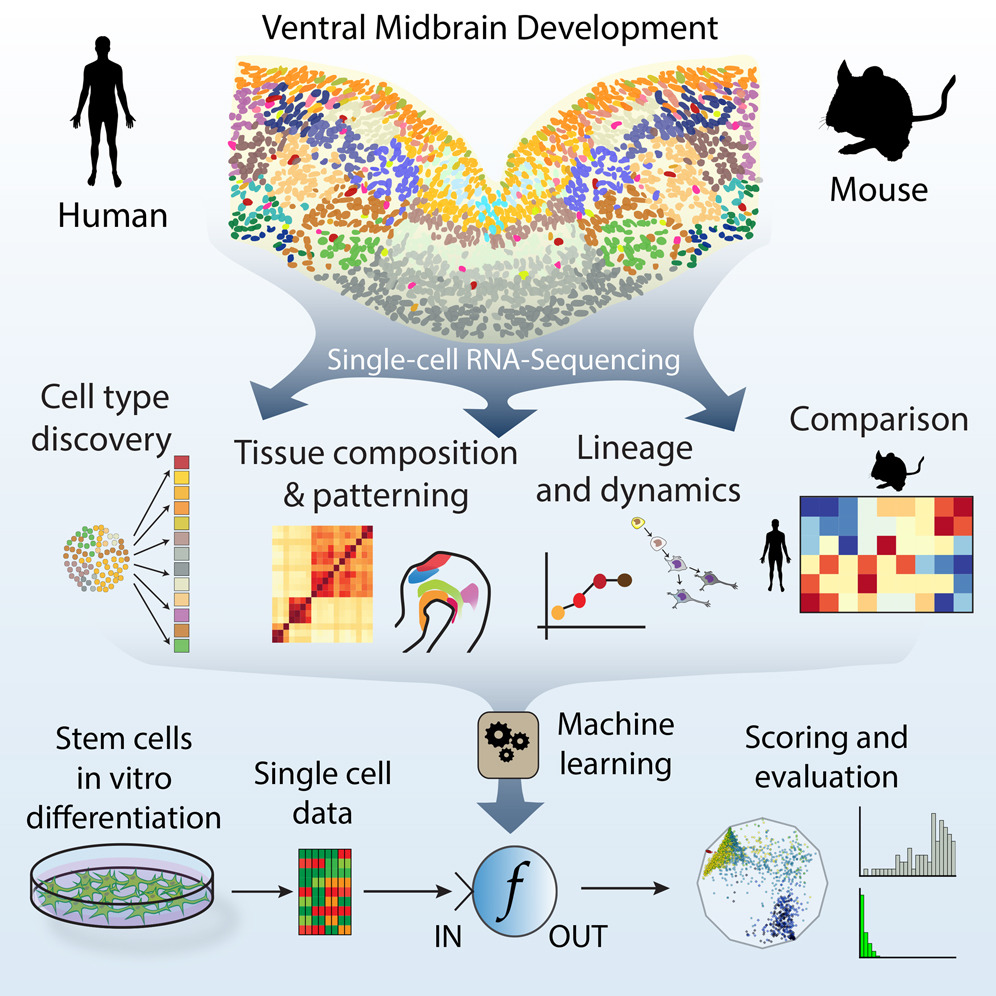 Ventral Midbrain Development
Human
Mouse
Single-cell RNA-Sequencing
Cell type
discovery
Tissue composition
& patterning
Lineage
and dynamics
Comparison
Machine
learning
Stem cells
in vitro
differentiation
Single cell
data
f
IN
OUT
Scoring and
evaluation